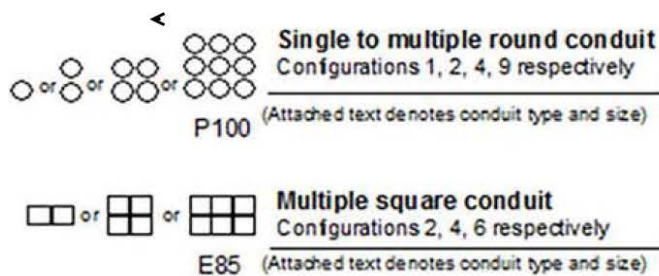 Single to multiple round conduit
or or or Configurations 1, 2, 4, 9 respectively
P100 (Attached text denotes conduit type and size)
Multiple square conduit
or or Configurations 2, 4, 6 respectively
E85 (Attached text denotes conduit type and size)